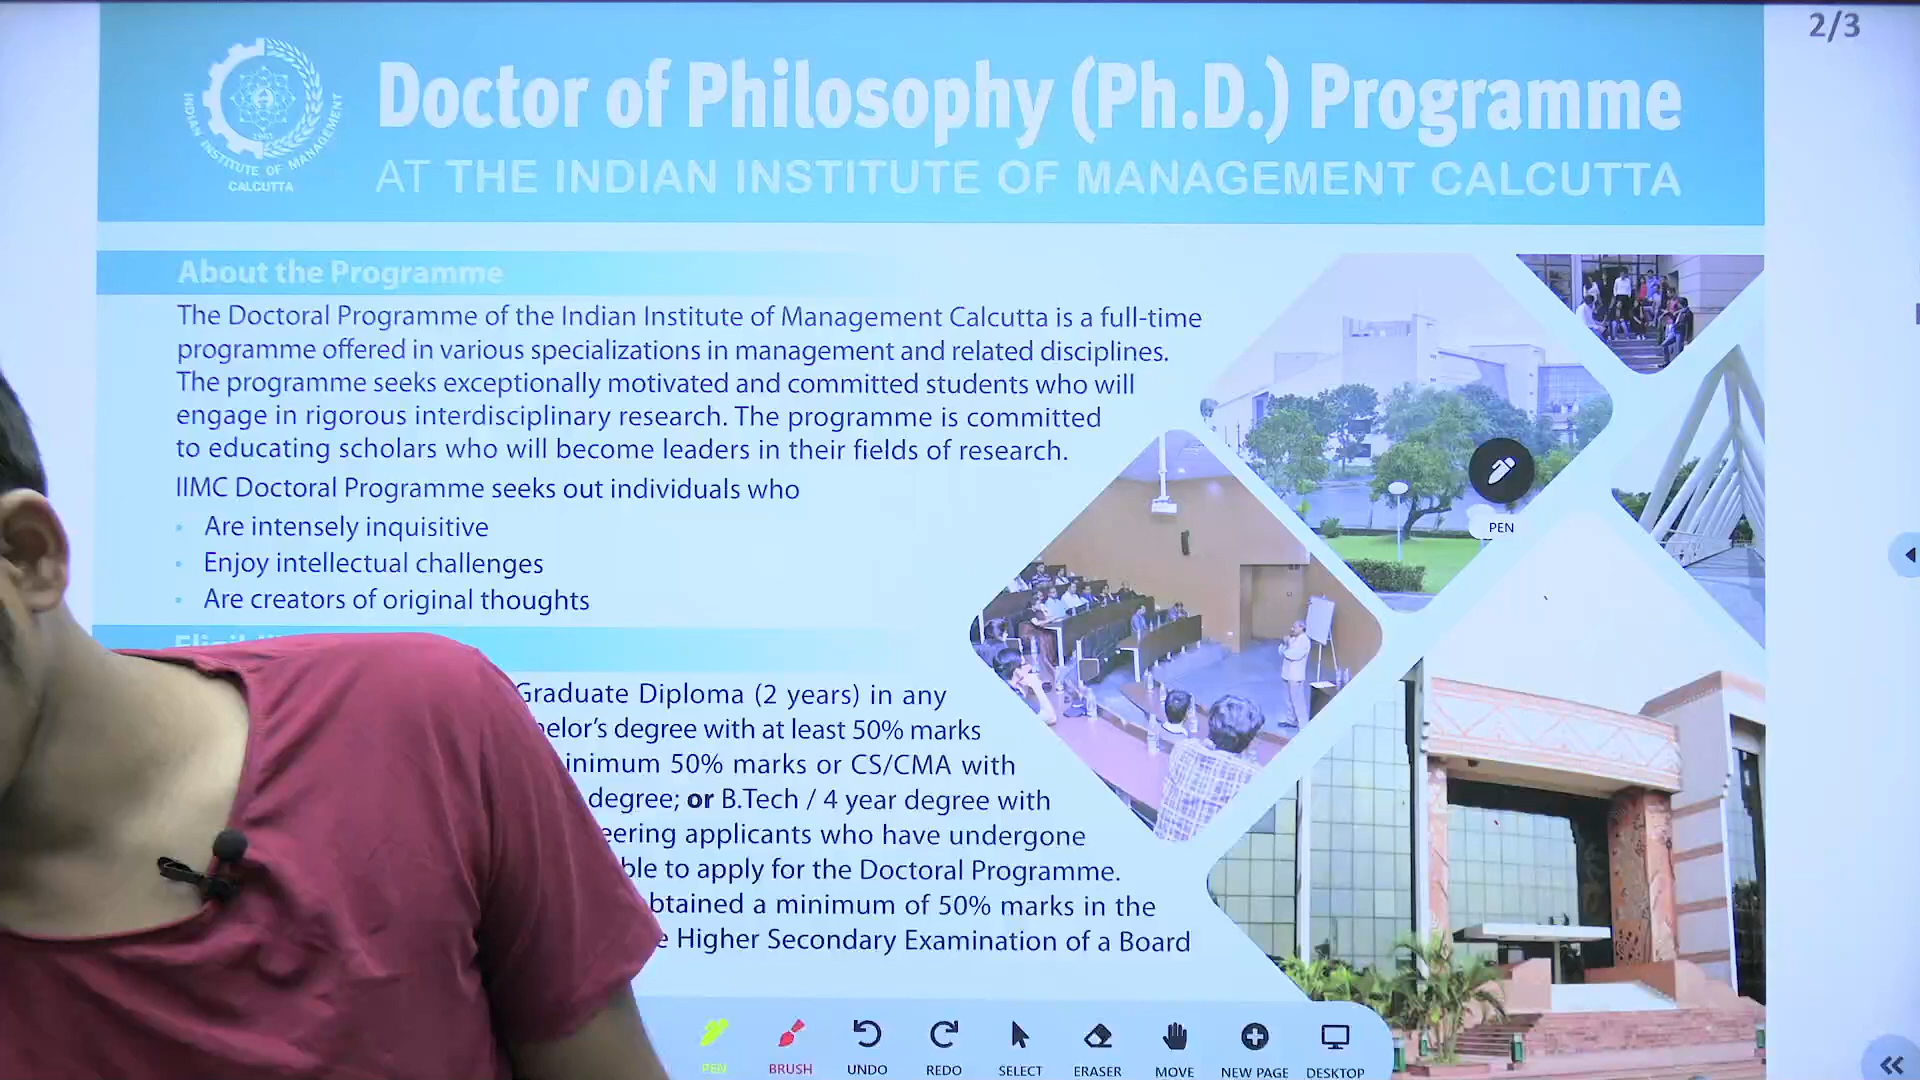 2/3
INDIAN INSTITUTE OF MANAGEMENT
CALCUTTA
1961
Doctor of Philosophy (Ph.D.) Programme
AT THE INDIAN INSTITUTE OF MANAGEMENT CALCUTTA
About the Programme
The Doctoral Programme of the Indian Institute of Management Calcutta is a full-time
programme offered in various specializations in management and related disciplines.
The programme seeks exceptionally motivated and committed students who will
engage in rigorous interdisciplinary research. The programme is committed
to educating scholars who will become leaders in their fields of research.
IIMC Doctoral Programme seeks out individuals who
• Are intensely inquisitive
• Enjoy intellectual challenges
• Are creators of original thoughts
PEN
Graduate Diploma (2 years) in any
degree with at least 50% marks
50% marks or CS/CMA with
degree; or B.Tech / 4 year degree with
applicants who have undergone
to apply for the Doctoral Programme.
a minimum of 50% marks in the
Higher Secondary Examination of a Board
PEN BRUSH UNDO REDO SELECT ERASER MOVE NEW PAGE DESKTOP